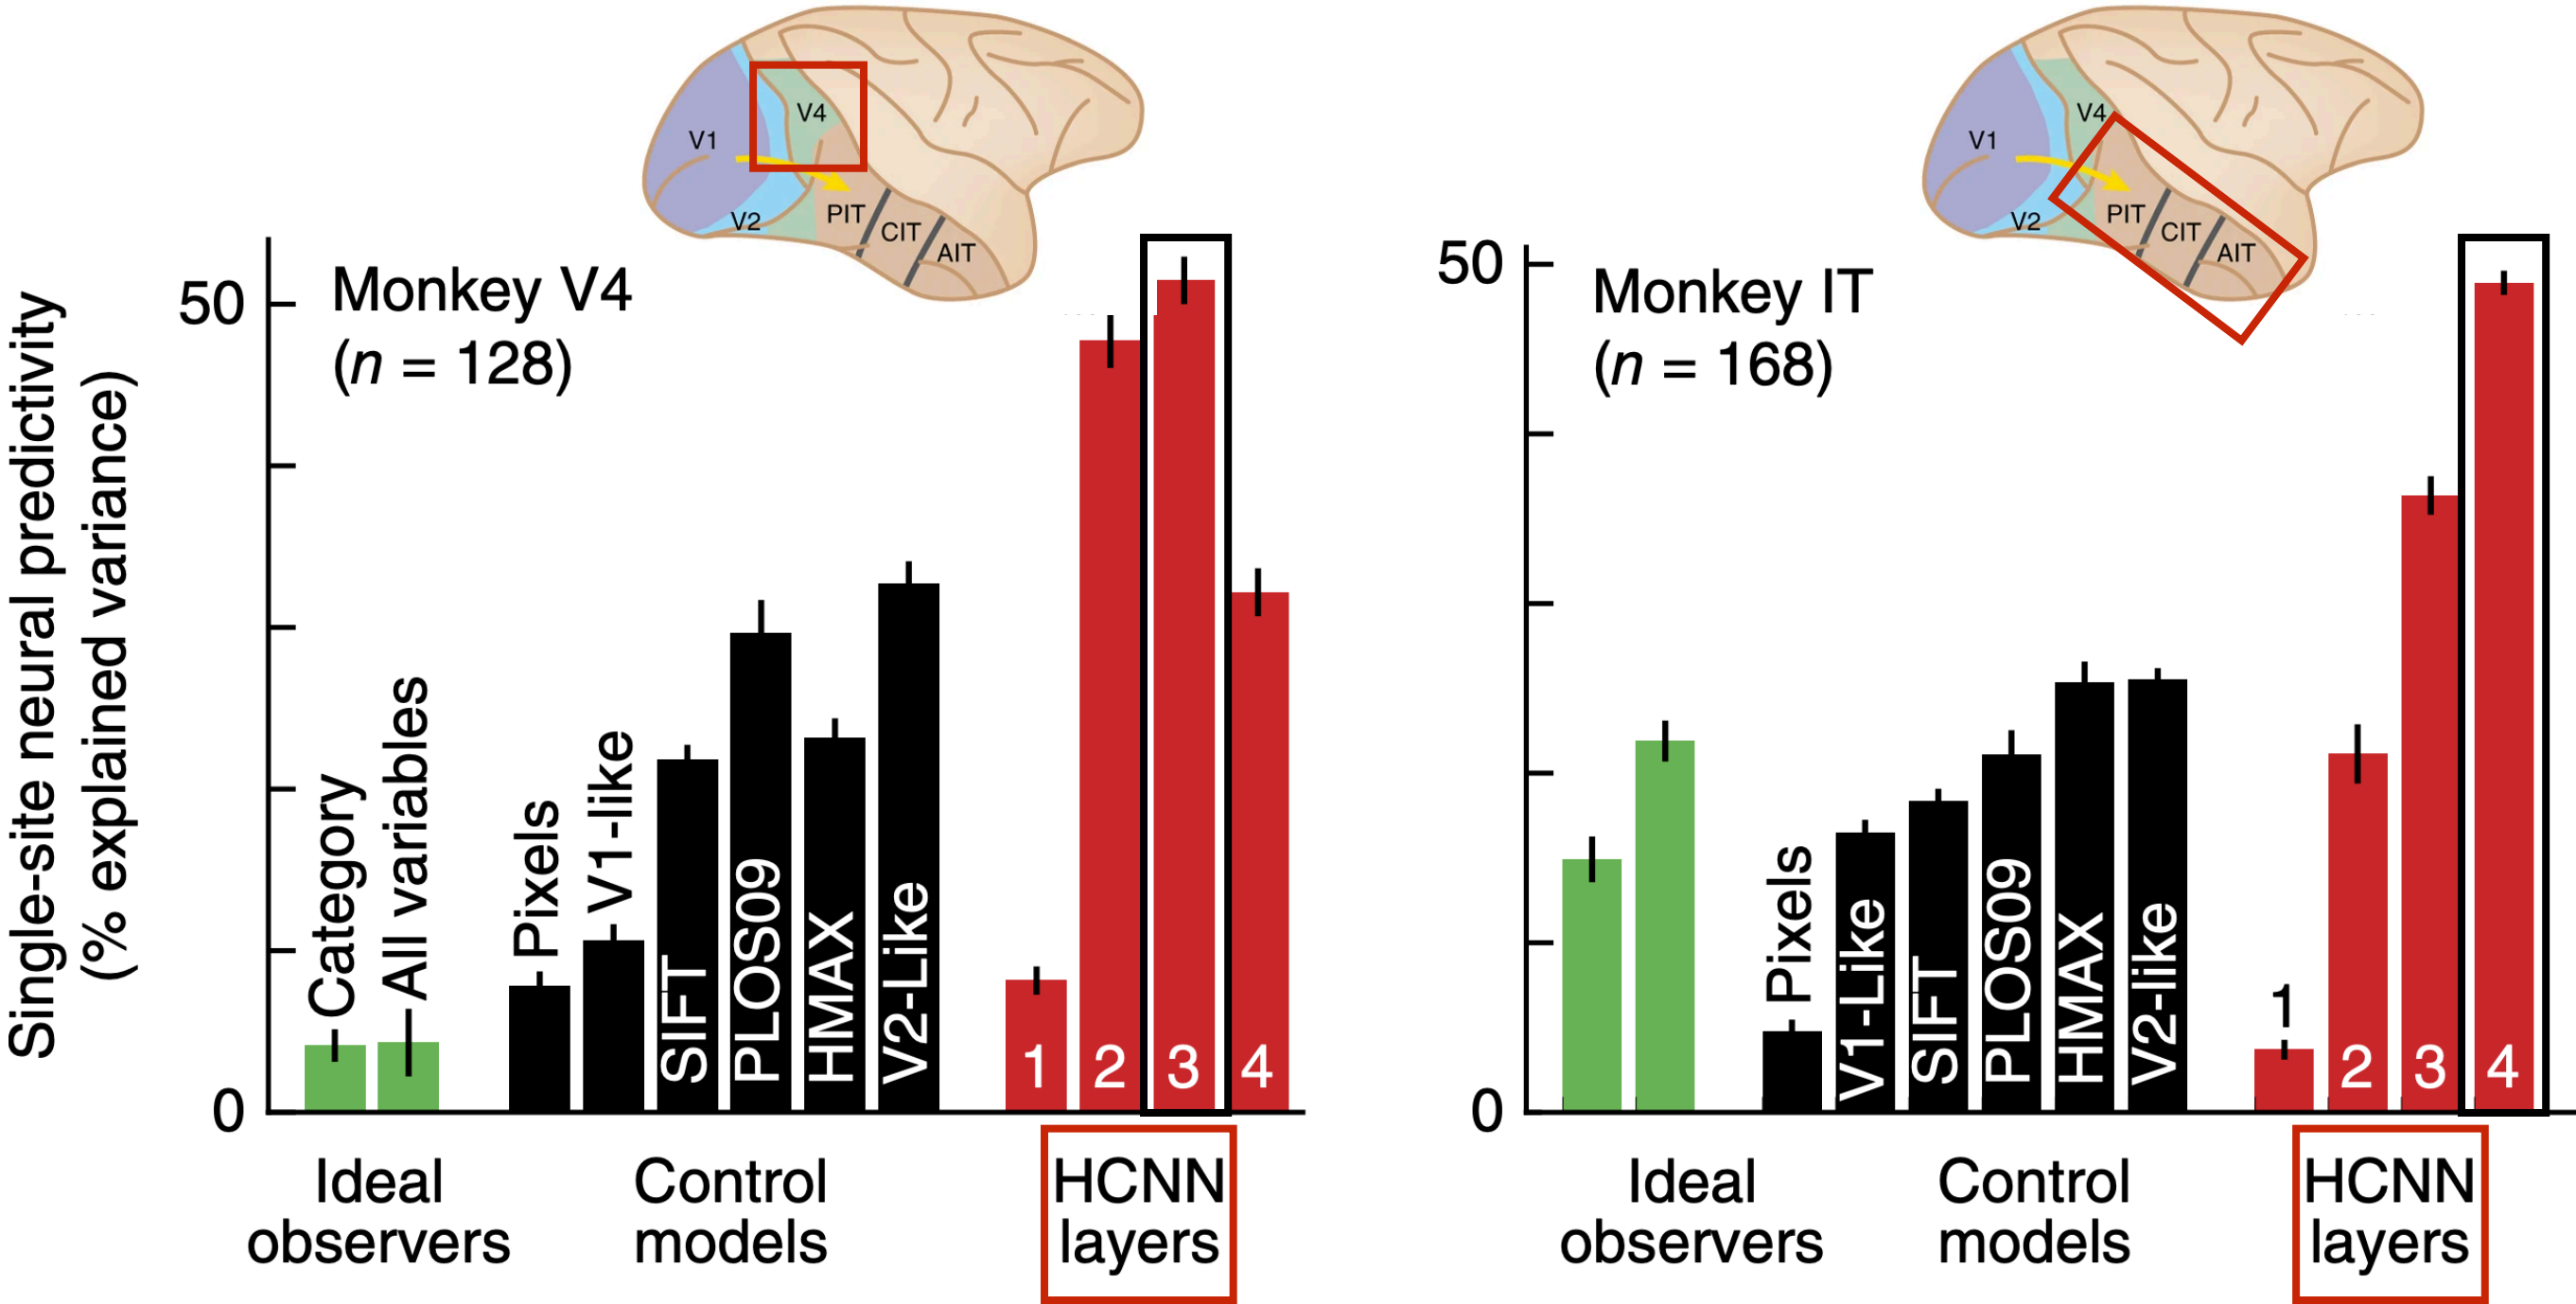 Single-site neural predictivity
(% explained variance)
V1
V2
V4
PIT
CIT
AIT
Monkey V4
(n = 128)
50
0
Category
All variables
Pixels
V1-like
SIFT
PLOS09
HMAX
V2-Like
1
2
3
4
Ideal
observers
Control
models
HCNN
layers
V1
V2
V4
PIT
CIT
AIT
Monkey IT
(n = 168)
50
0
Pixels
V1-Like
SIFT
PLOS09
HMAX
V2-like
1
2
3
4
Ideal
observers
Control
models
HCNN
layers